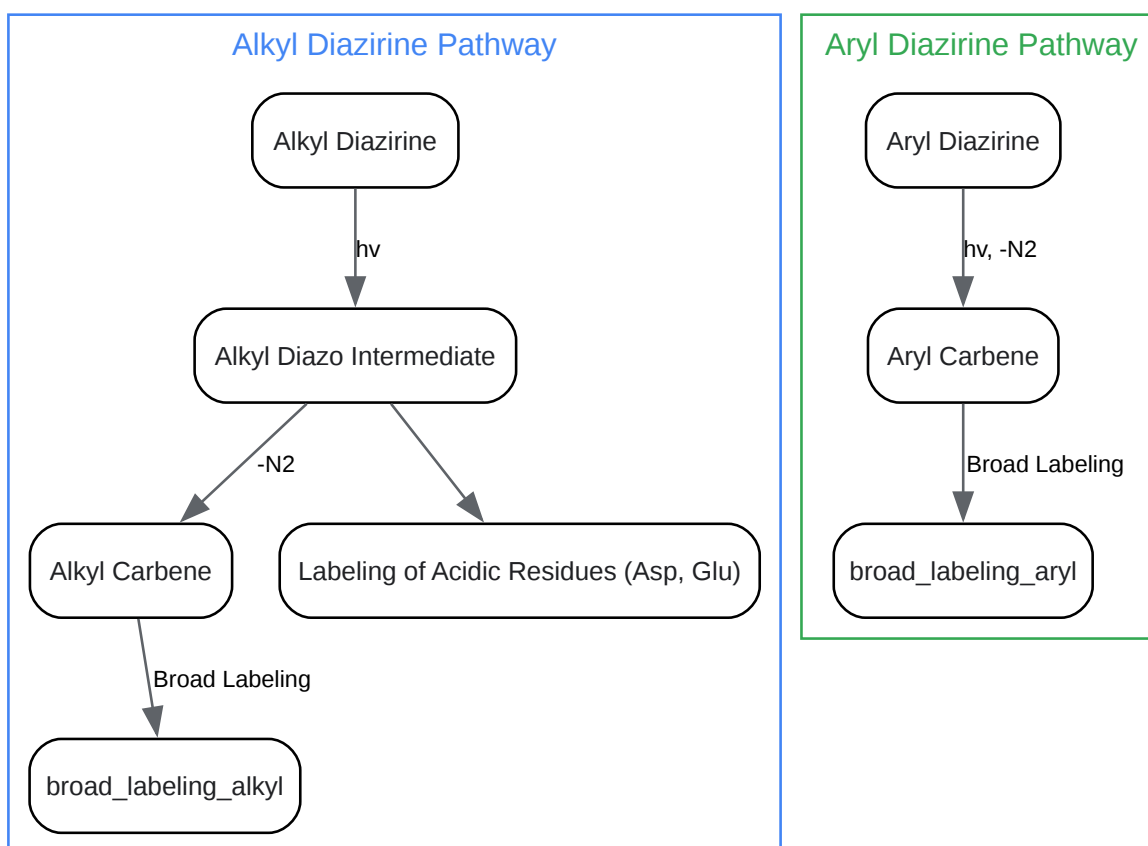 Alkyl Diazirine Pathway
Alkyl Diazirine
hv
Alkyl Diazo Intermediate
-N2
Alkyl Carbene
Labeling of Acidic Residues (Asp, Glu)
Broad Labeling
broad_labeling_alkyl
Aryl Diazirine Pathway
Aryl Diazirine
hv, -N2
Aryl Carbene
Broad Labeling
broad_labeling_aryl